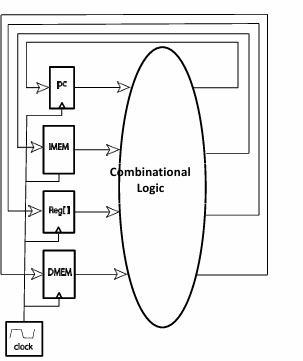 PC
IMEM
Combinational
Logic
Reg[]
DMEM
clock